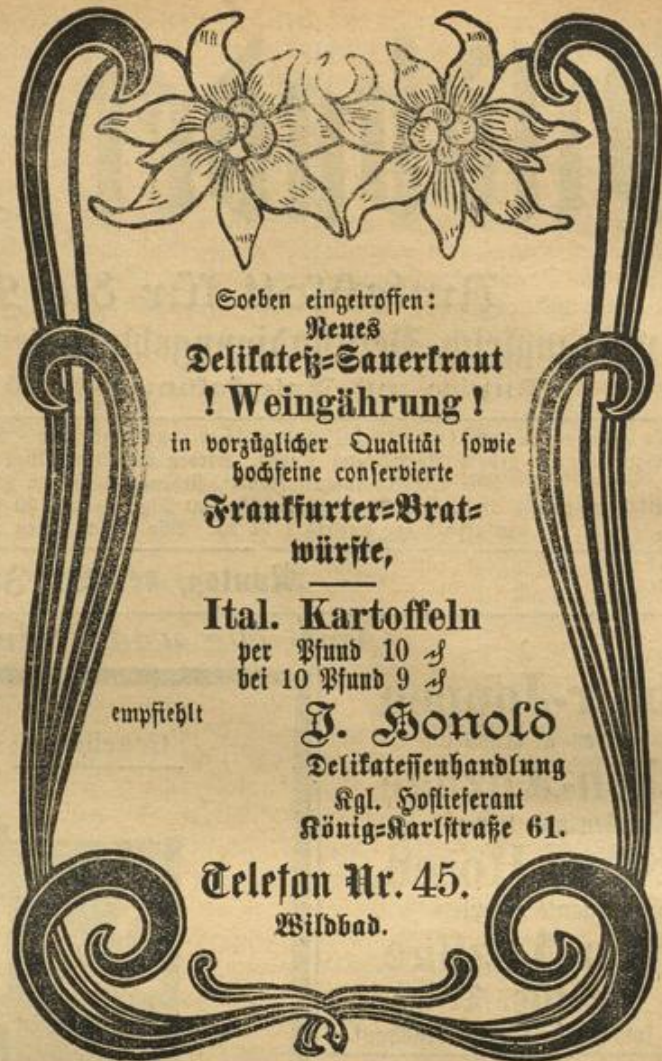 Soeben eingetroffen:
Neues
Delikateß-Sauerkraut
! Weingährung !
in vorzüglicher Qualität sowie
hochfeine conservierte
Frankfurter-Brat-
würste,
Ital. Kartoffeln
per Pfund 10 ₰
bei 10 Pfund 9 ₰
empfiehlt
J. Honold
Delikatessenhandlung
Kgl. Hoflieferant
König-Karlstraße 61.
Telefon Nr. 45.
Wildbad.